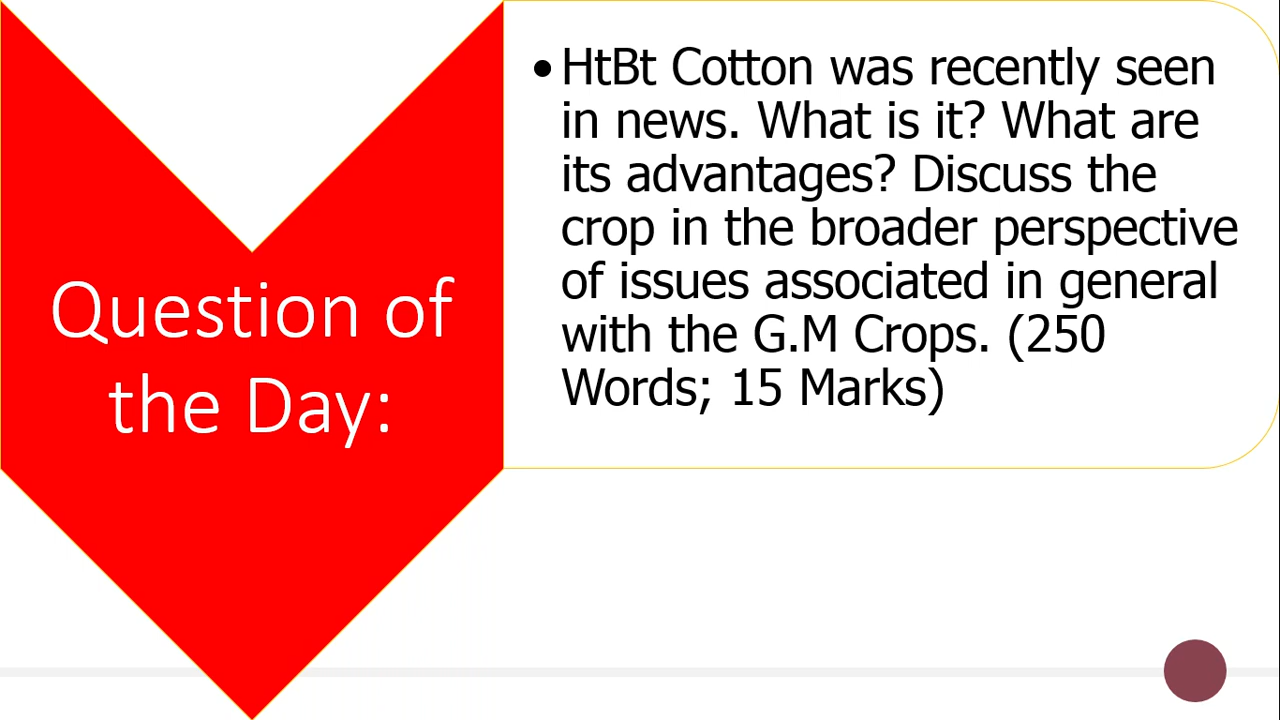 Question of
the Day:
•HtBt Cotton was recently seen
in news. What is it? What are
its advantages? Discuss the
crop in the broader perspective
of issues associated in general
with the G.M Crops. (250
Words; 15 Marks)